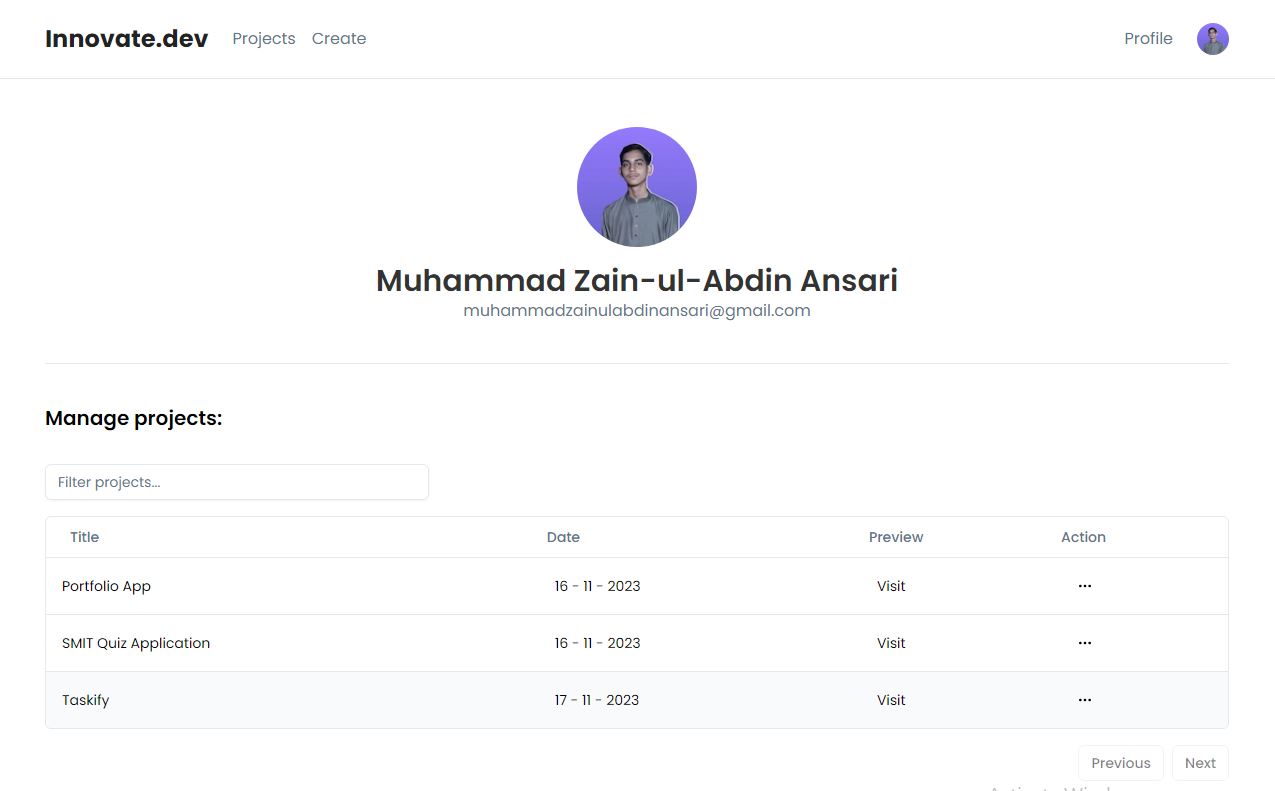 Innovate.dev Projects Create Profile
Muhammad Zain-ul-Abdin Ansari
muhammadzainulabdinansari@gmail.com
Manage projects:
Filter projects...
Title Date Preview Action
Portfolio App 16 - 11 - 2023 Visit ...
SMIT Quiz Application 16 - 11 - 2023 Visit ...
Taskify 17 - 11 - 2023 Visit ...
Previous Next